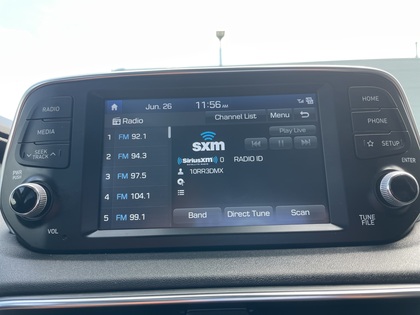 Jun. 26 11:56 AM
Radio Channel List Menu
1 FM 92.1
2 FM 94.3
3 FM 97.5
4 FM 104.1
5 FM 99.1
Play Live
sxm
SiriusXM 0 RADIO ID
10RR3DMX
Band Direct Tune Scan
RADIO
MEDIA
SEEK
TRACK
PWR
PUSH
VOL
HOME
PHONE
SETUP
TUNE
FILE